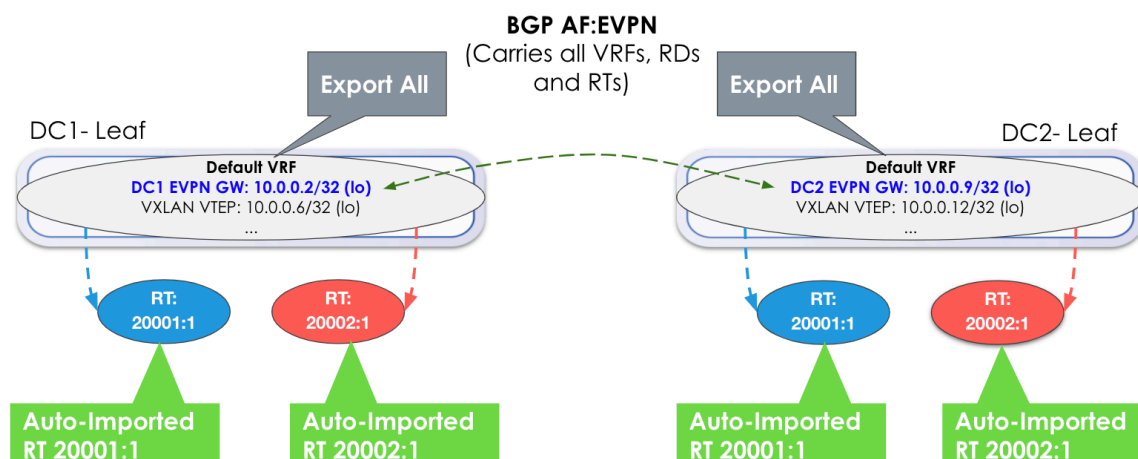 BGP AF:EVPN
(Carries all VRFs, RDs
and RTs)
Export All
Export All
DC1- Leaf
DC2- Leaf
Default VRF
DC1 EVPN GW: 10.0.0.2/32 (lo)
VXLAN VTEP: 10.0.0.6/32 (lo)
...
Default VRF
DC2 EVPN GW: 10.0.0.9/32 (lo)
VXLAN VTEP: 10.0.0.12/32 (lo)
...
RT:
20001:1
RT:
20002:1
RT:
20001:1
RT:
20002:1
Auto-Imported
RT 20001:1
Auto-Imported
RT 20002:1
Auto-Imported
RT 20001:1
Auto-Imported
RT 20002:1